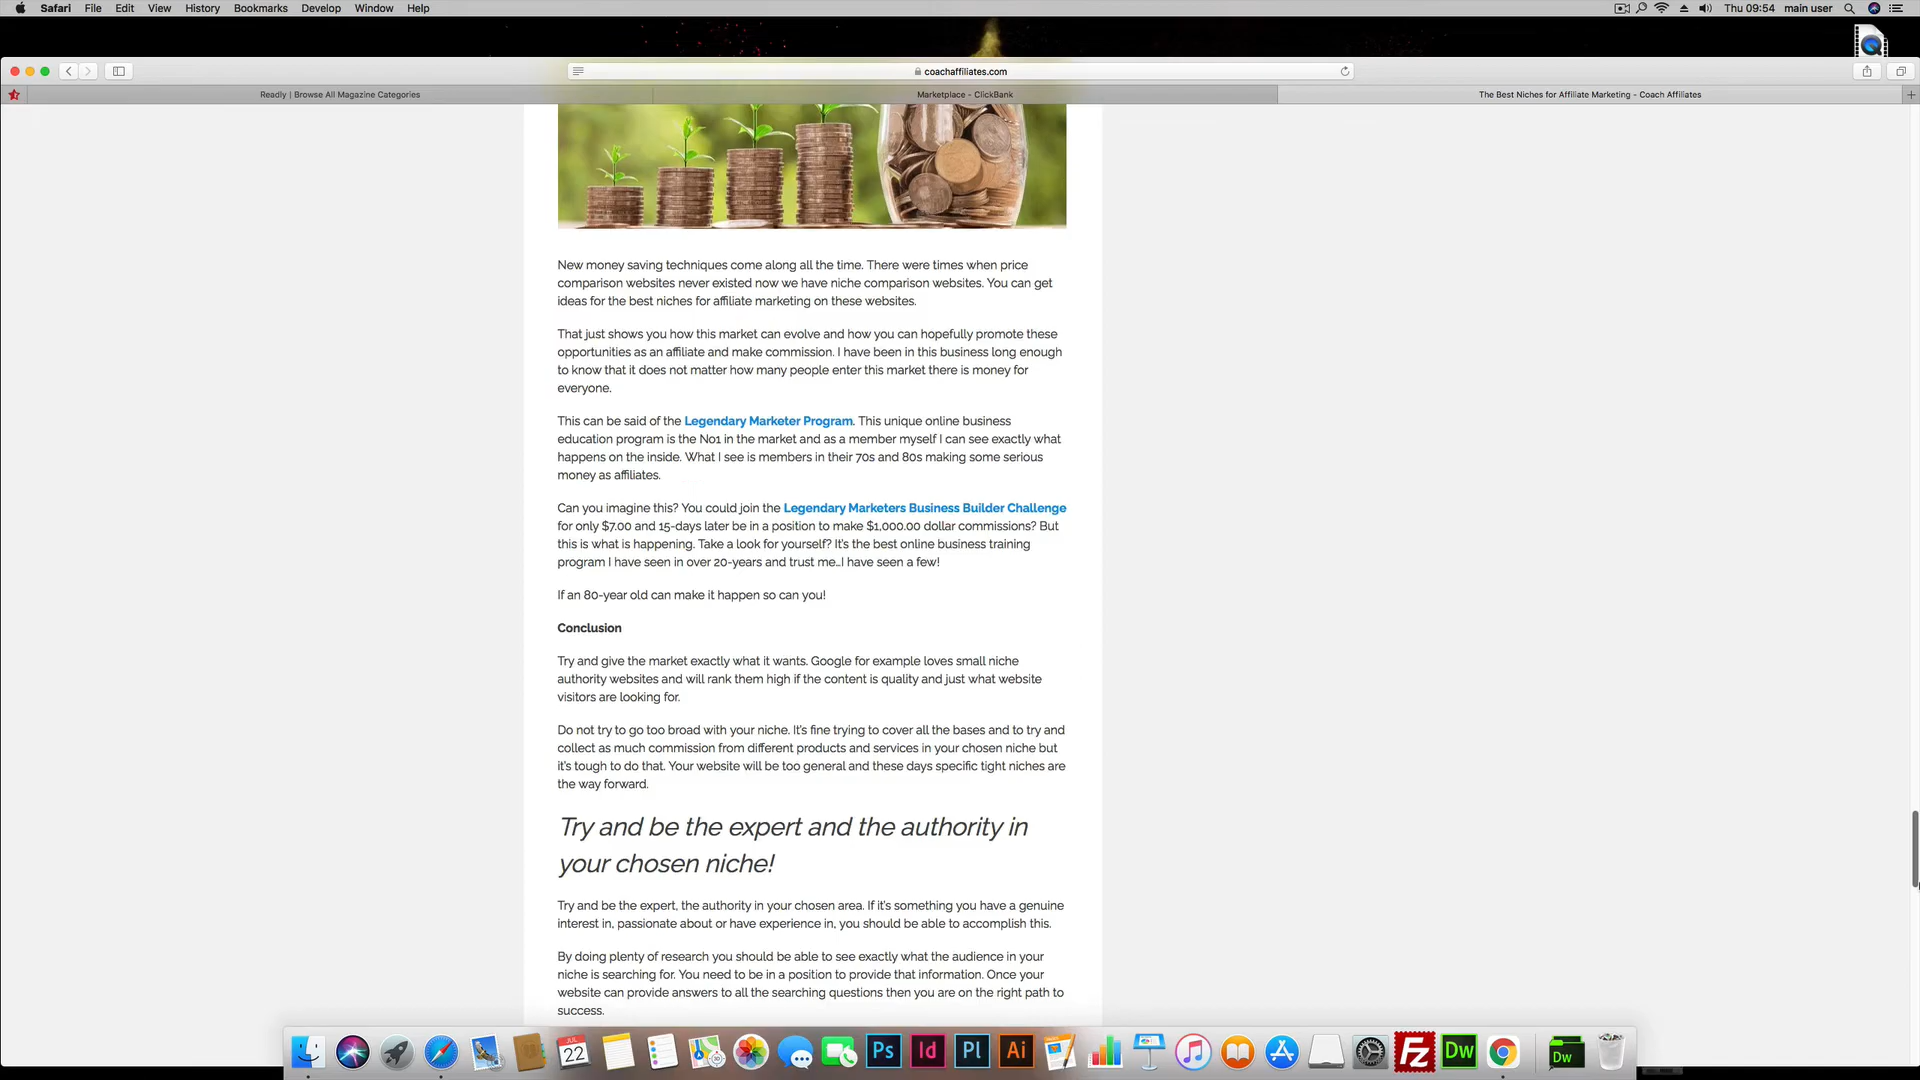 Safari File Edit View History Bookmarks Develop Window Help
Thu 09:54 main user
coachaffiliates.com
Readly | Browse All Magazine Categories
Marketplace - ClickBank
The Best Niches for Affiliate Marketing - Coach Affiliates
New money saving techniques come along all the time. There were times when price
comparison websites never existed now we have niche comparison websites. You can get
ideas for the best niches for affiliate marketing on these websites.
That just shows you how this market can evolve and how you can hopefully promote these
opportunities as an affiliate and make commission. I have been in this business long enough
to know that it does not matter how many people enter this market there is money for
everyone.
This can be said of the Legendary Marketer Program. This unique online business
education program is the No1 in the market and as a member myself I can see exactly what
happens on the inside. What I see is members in their 70s and 80s making some serious
money as affiliates.
Can you imagine this? You could join the Legendary Marketers Business Builder Challenge
for only $7.00 and 15-days later be in a position to make $1,000.00 dollar commissions? But
this is what is happening. Take a look for yourself? It's the best online business training
program I have seen in over 20-years and trust me…I have seen a few!
If an 80-year old can make it happen so can you!
Conclusion
Try and give the market exactly what it wants. Google for example loves small niche
authority websites and will rank them high if the content is quality and just what website
visitors are looking for.
Do not try to go too broad with your niche. It's fine trying to cover all the bases and to try and
collect as much commission from different products and services in your chosen niche but
it's tough to do that. Your website will be too general and these days specific tight niches are
the way forward.
Try and be the expert and the authority in
your chosen niche!
Try and be the expert, the authority in your chosen area. If it's something you have a genuine
interest in, passionate about or have experience in, you should be able to accomplish this.
By doing plenty of research you should be able to see exactly what the audience in your
niche is searching for. You need to be in a position to provide that information. Once your
website can provide answers to all the searching questions then you are on the right path to
success.
JUL
22
Ps Id Pl Ai Fz Dw Dw